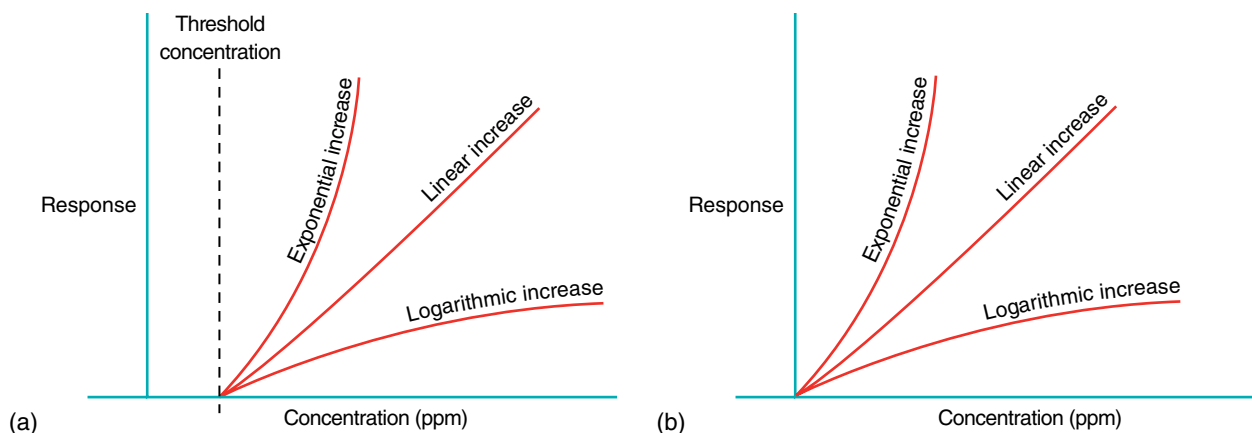 Threshold
concentration
Exponential increase
Linear increase
Response
Logarithmic increase
(a)
Concentration (ppm)
Exponential increase
Linear increase
Response
Logarithmic increase
(b)
Concentration (ppm)